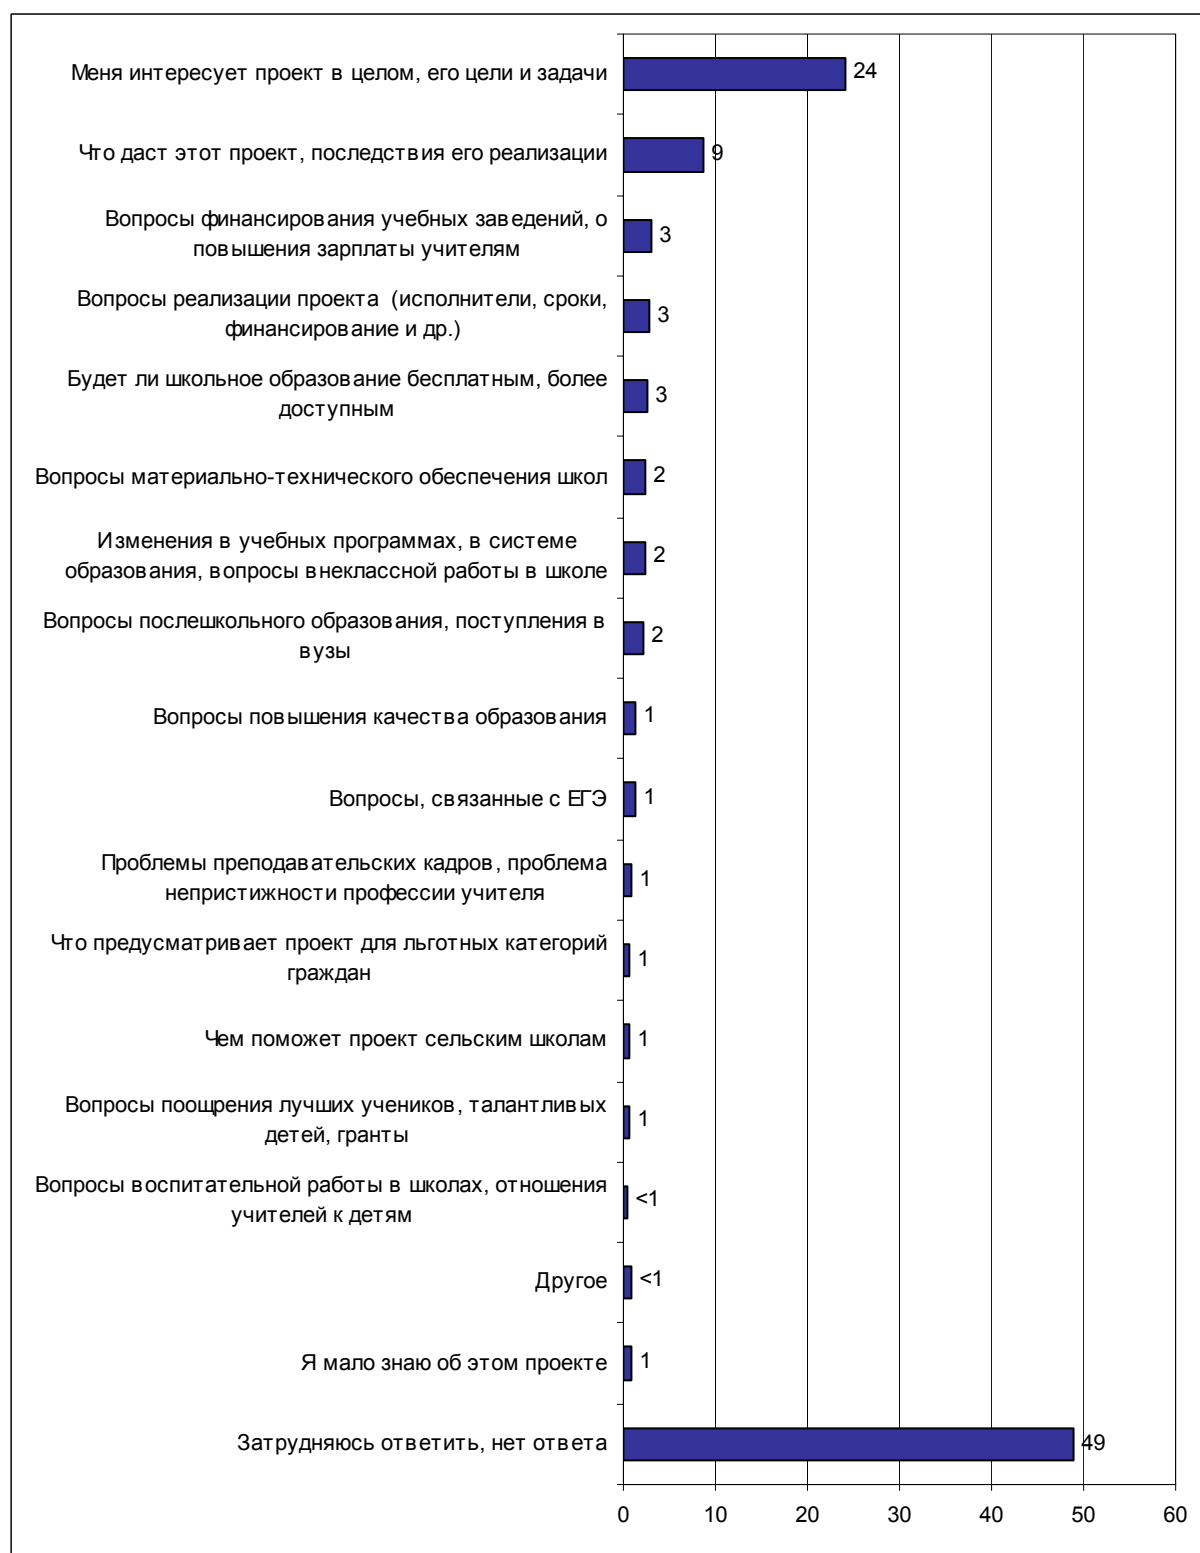 Меня интересует проект в целом, его цели и задачи
24
Что даст этот проект, последствия его реализации
9
Вопросы финансирования учебных заведений, о
повышения зарплаты учителям
3
Вопросы реализации проекта (исполнители, сроки,
финансирование и др.)
3
Будет ли школьное образование бесплатным, более
доступным
3
Вопросы материально-технического обеспечения школ
2
Изменения в учебных программах, в системе
образования, вопросы внеклассной работы в школе
2
Вопросы послешкольного образования, поступления в
вузы
2
Вопросы повышения качества образования
1
Вопросы, связанные с ЕГЭ
1
Проблемы преподавательских кадров, проблема
непристижности профессии учителя
1
Что предусматривает проект для льготных категорий
граждан
1
Чем поможет проект сельским школам
1
Вопросы поощрения лучших учеников, талантливых
детей, гранты
1
Вопросы воспитательной работы в школах, отношения
учителей к детям
<1
Другое
<1
Я мало знаю об этом проекте
1
Затрудняюсь ответить, нет ответа
49
0 10 20 30 40 50 60